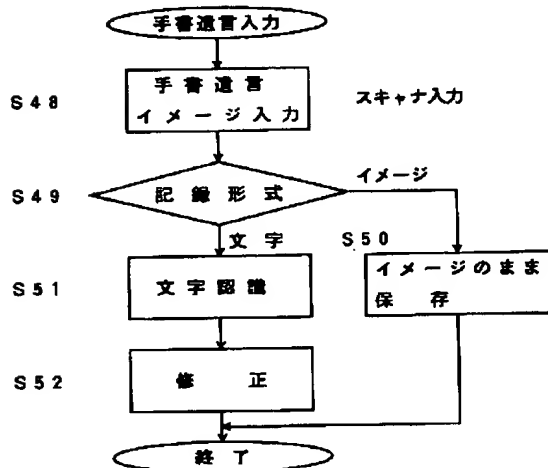 手書遺言入力
S48
手書遺言
イメージ入力
スキャナ入力
S49
記録形式
イメージ
文字
S50
イメージのまま
保存
S51
文字認識
S52
修正
終了